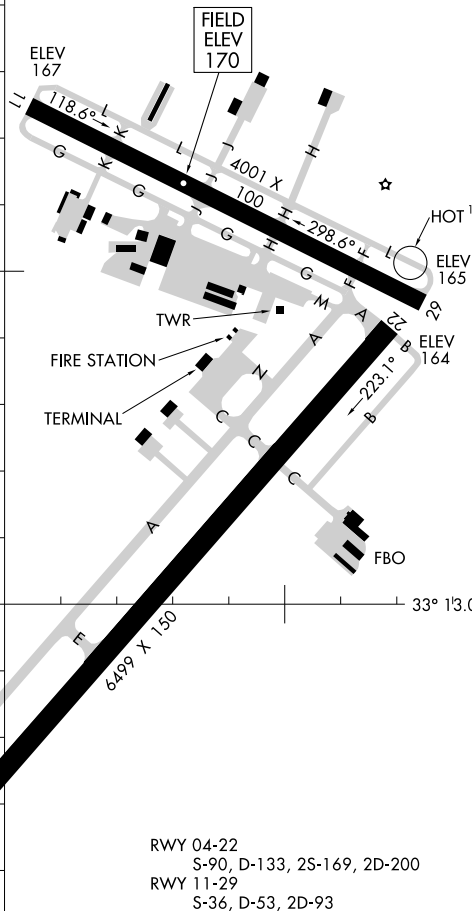 FIELD
ELEV
170
ELEV
167
11
118.6°
L
K
L
J
H
G
K
G
J
J
4001 X
100
H
298.6°
F
L
HOT 1
ELEV
165
29
G
H
G
F
M
A
22
B
ELEV
164
TWR
A
223.1°
FIRE STATION
N
TERMINAL
C
C
C
B
A
FBO
33° 13.0
E
6499 X 150
RWY 04-22
S-90, D-133, 2S-169, 2D-200
RWY 11-29
S-36, D-53, 2D-93